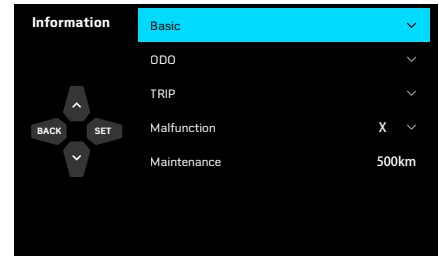 Information
Basic
ODO
TRIP
BACK SET
Malfunction X
Maintenance 500km